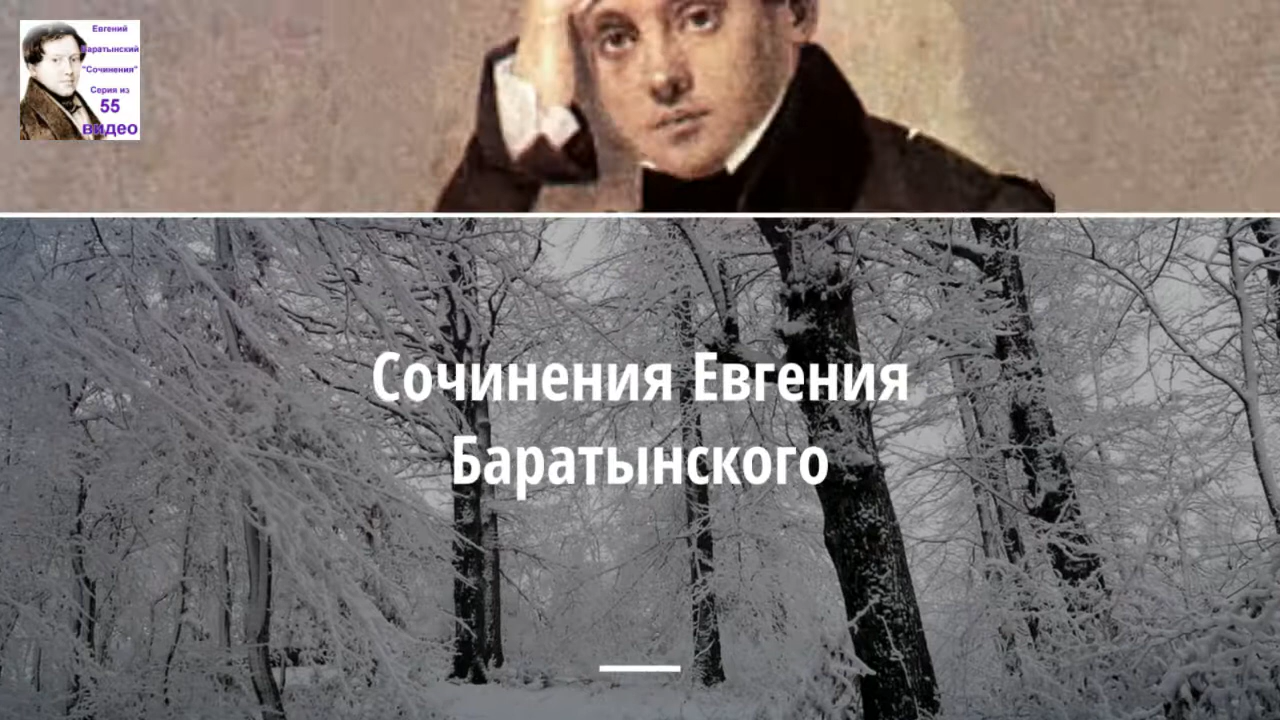 Евгений
Баратынский
"Сочинения"
Серия из
55
видео
Сочинения Евгения
Баратынского